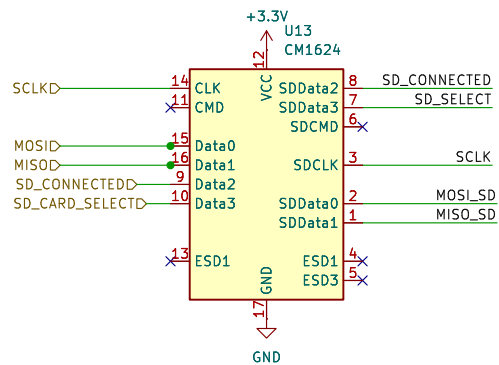 +3.3V
U13
CM1624
12
VCC
SCLK 14 CLK SDData2 8 SD_CONNECTED
11 CMD SDData3 7 SD_SELECT
SDCMD 6
MOSI 15 Data0
MISO 16 Data1 SDCLK 3 SCLK
SD_CONNECTED 9 Data2
SD_CARD_SELECT 10 Data3 SDData0 2 MOSI_SD
SDData1 1 MISO_SD
13 ESD1 ESD1 4
ESD3 5
GND
17
GND